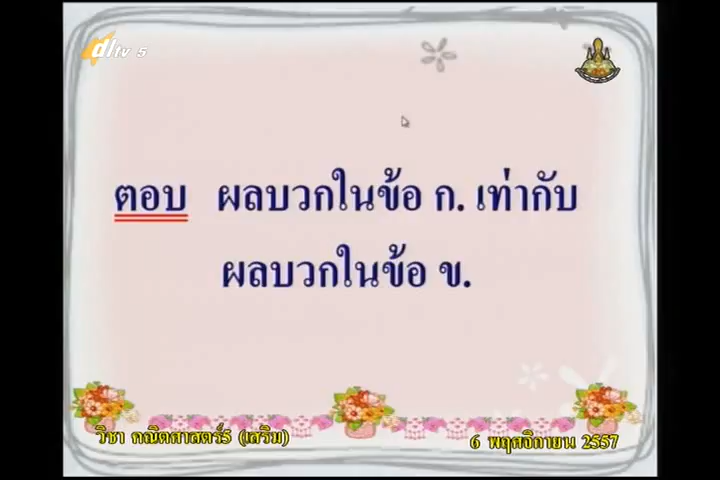 dltv 5
ตอบ ผลบวกในข้อ ก. เท่ากับ
ผลบวกในข้อ ข.
วิชา คณิตศาสตร์5 (เสริม)
6 พฤศจิกายน 2557